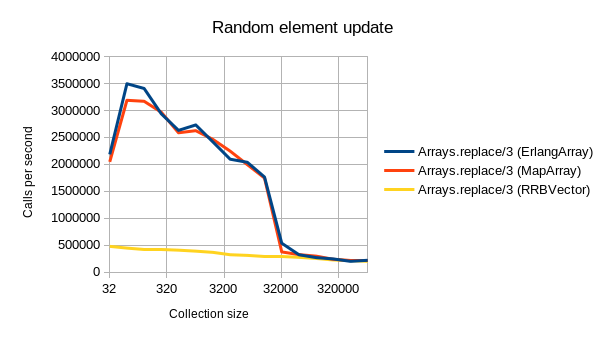 Random element update
Calls per second
4000000
3500000
3000000
2500000
2000000
1500000
1000000
500000
0
32
320
3200
32000
320000
Collection size
Arrays.replace/3 (ErlangArray)
Arrays.replace/3 (MapArray)
Arrays.replace/3 (RRBVector)